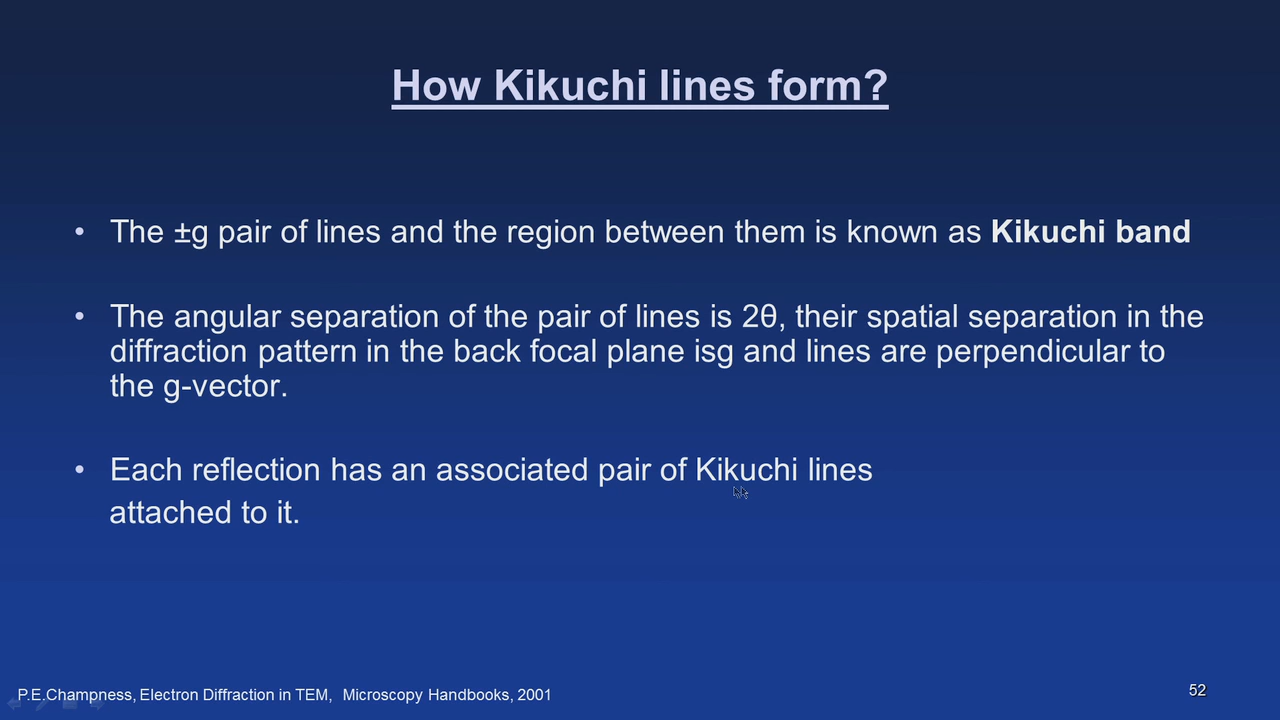 How Kikuchi lines form?
• The ±g pair of lines and the region between them is known as Kikuchi band
• The angular separation of the pair of lines is 2θ, their spatial separation in the
diffraction pattern in the back focal plane isg and lines are perpendicular to
the g-vector.
• Each reflection has an associated pair of Kikuchi lines
attached to it.
P.E.Champness, Electron Diffraction in TEM, Microscopy Handbooks, 2001
52